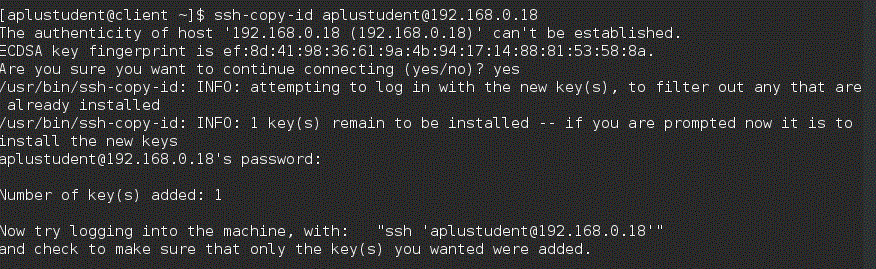 [aplustudent@client ~]$ ssh-copy-id aplustudent@192.168.0.18
The authenticity of host '192.168.0.18 (192.168.0.18)' can't be established.
ECDSA key fingerprint is ef:8d:41:98:36:61:9a:4b:94:17:14:88:81:53:58:8a.
Are you sure you want to continue connecting (yes/no)? yes
/usr/bin/ssh-copy-id: INFO: attempting to log in with the new key(s), to filter out any that are
 already installed
/usr/bin/ssh-copy-id: INFO: 1 key(s) remain to be installed -- if you are prompted now it is to
install the new keys
aplustudent@192.168.0.18's password:
Number of key(s) added: 1
Now try logging into the machine, with:   "ssh 'aplustudent@192.168.0.18'"
and check to make sure that only the key(s) you wanted were added.